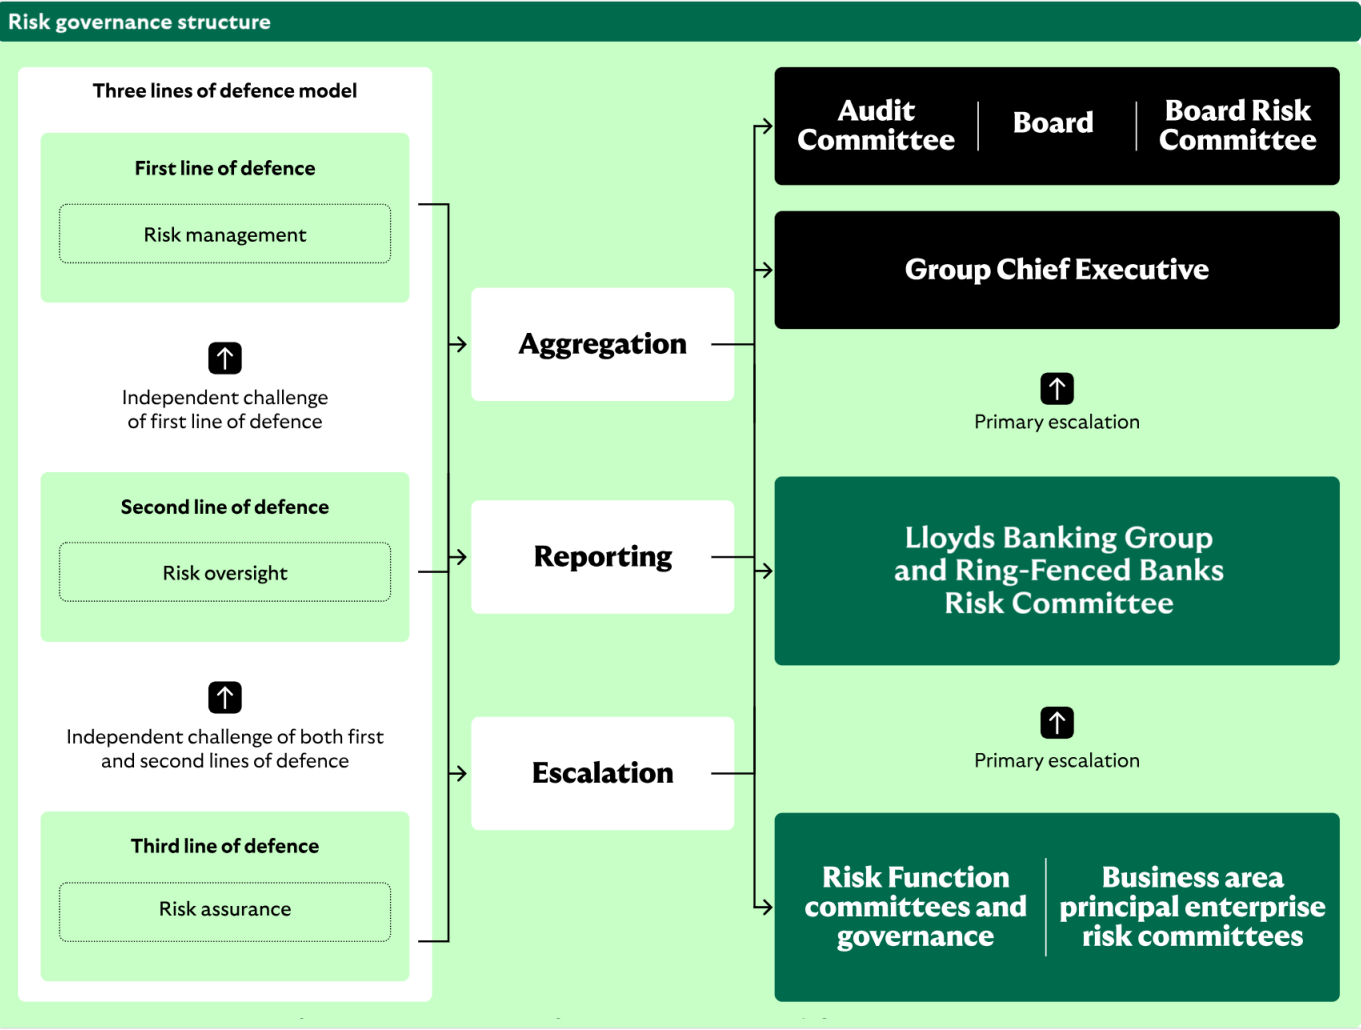 Risk governance structure
Three lines of defence model
First line of defence
Risk management
Independent challenge
of first line of defence
Second line of defence
Risk oversight
Independent challenge of both first
and second lines of defence
Third line of defence
Risk assurance
Aggregation
Reporting
Escalation
Audit
Committee
Board
Board Risk
Committee
Group Chief Executive
Primary escalation
Lloyds Banking Group
and Ring-Fenced Banks
Risk Committee
Primary escalation
Risk Function
committees and
governance
Business area
principal enterprise
risk committees